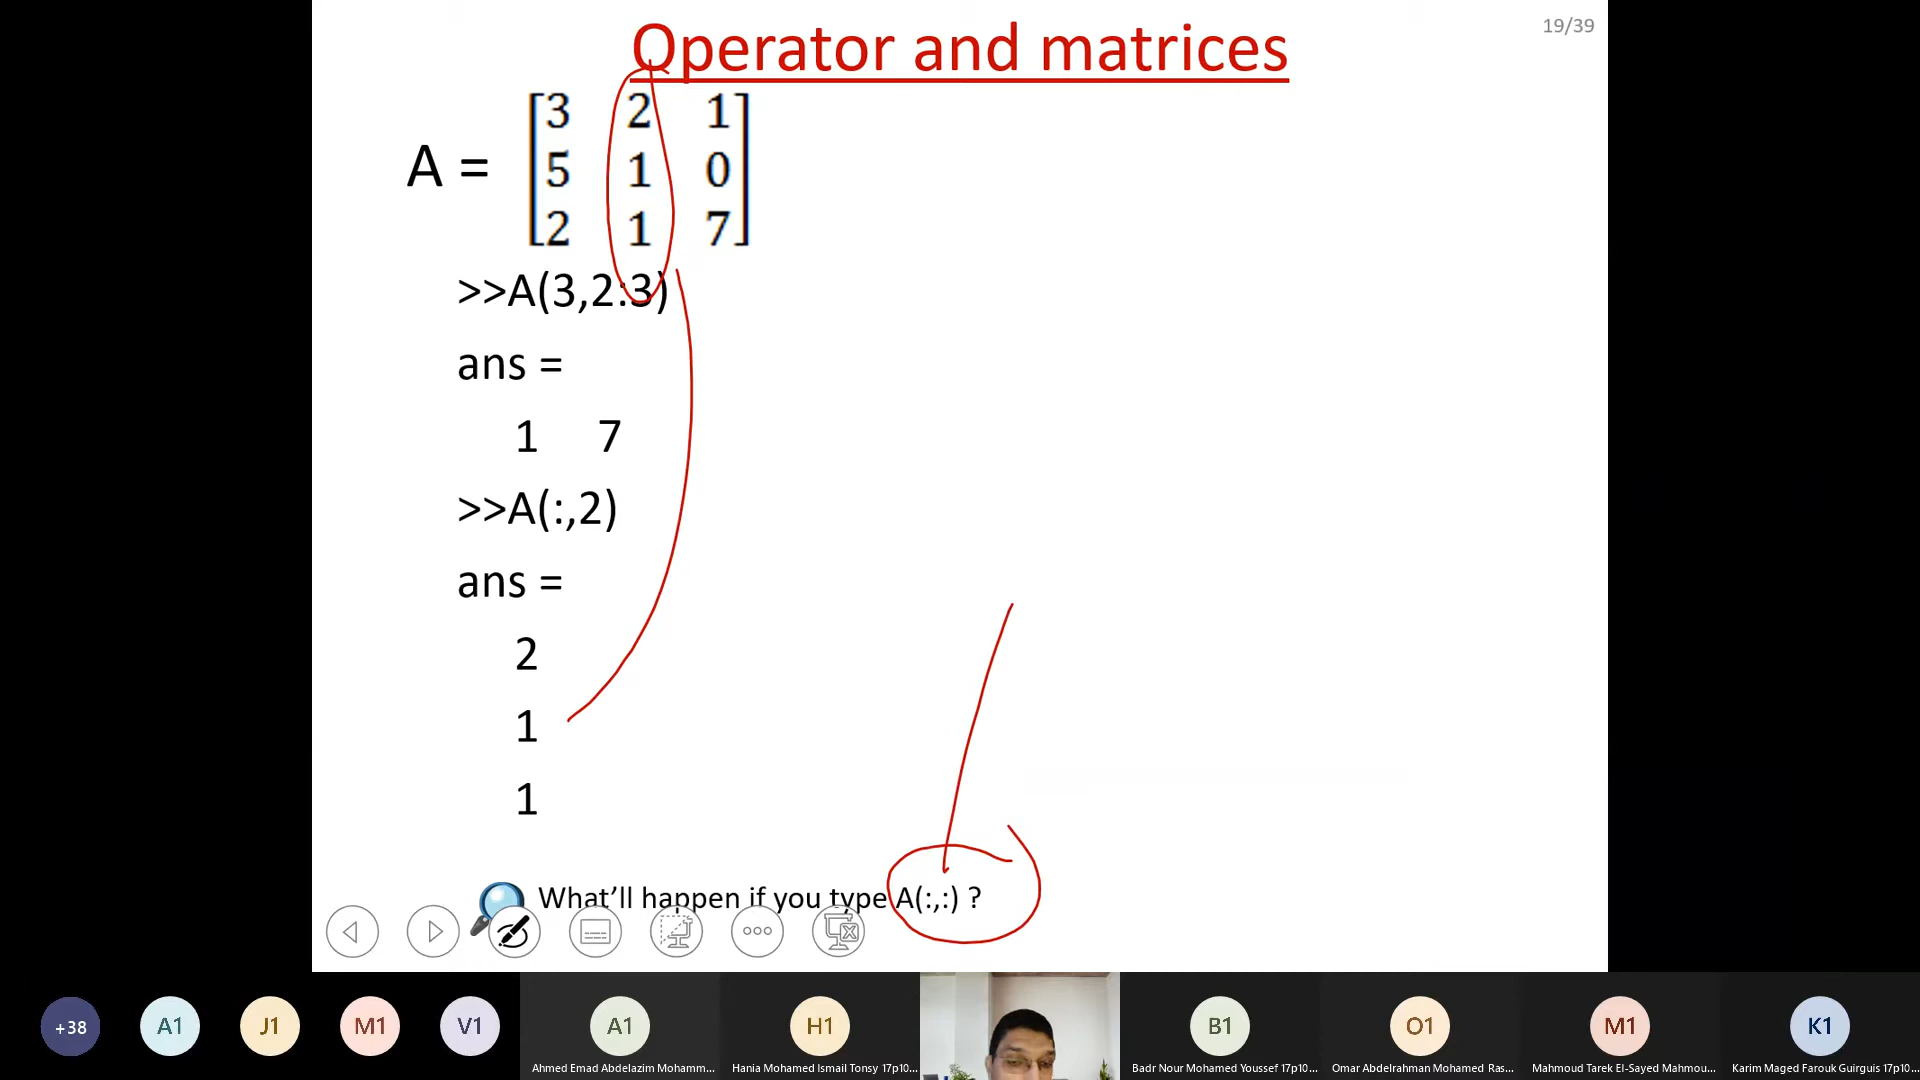 Operator and matrices
19/39
A =
3 2 1
5 1 0
2 1 7
>>A(3,2:3)
ans =
1 7
>>A(:,2)
ans =
2
1
1
What’ll happen if you type A(:,:) ?
+38
A1
J1
M1
V1
A1
H1
B1
O1
M1
K1
Ahmed Emad Abdelazim Mohamm...
Hania Mohamed Ismail Tonsy 17p10...
Badr Nour Mohamed Youssef 17p10...
Omar Abdelrahman Mohamed Ras...
Mahmoud Tarek El-Sayed Mahmou...
Karim Maged Farouk Guirguis 17p10...